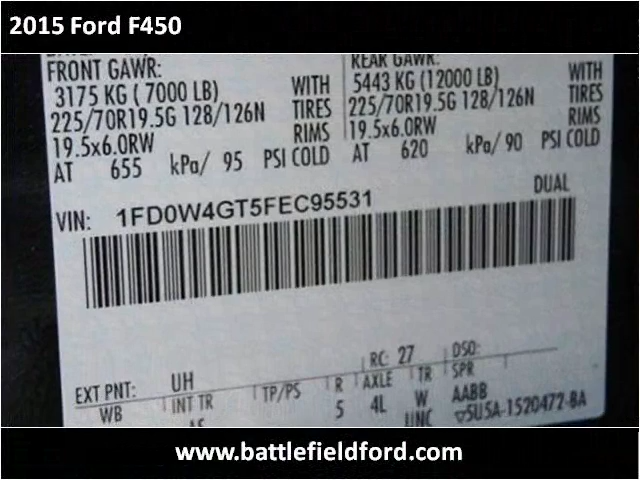 2015 Ford F450
FRONT GAWR:
3175 KG ( 7000 LB) WITH
225/70R19.5G 128/126N TIRES
19.5x6.0RW RIMS
AT 655 kPa/ 95 PSI COLD
REAR GAWR:
5443 KG (12000 LB) WITH
225/70R19.5G 128/126N TIRES
19.5x6.0RW RIMS
AT 620 kPa/ 90 PSI COLD
DUAL
VIN: 1FD0W4GT5FEC95531
EXT PNT: UH RC: 27 DSO:
WB INT TR TP/PS R AXLE TR SPR
5 4L W AABB
UNC 5U5A-1520472-BA
www.battlefieldford.com